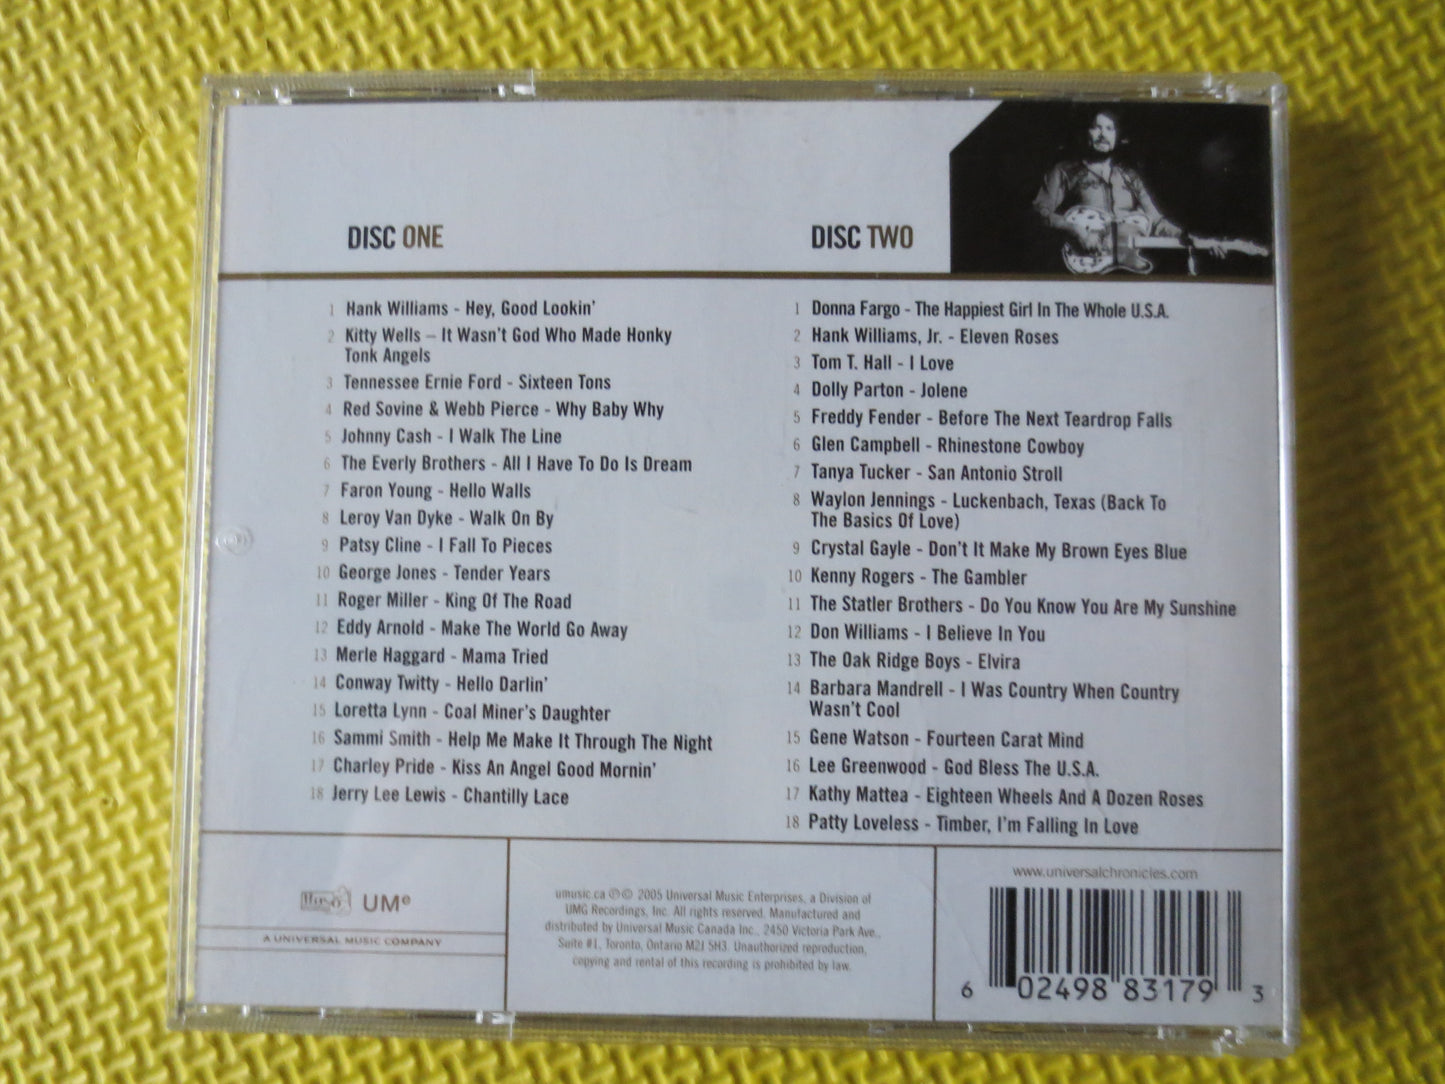 DISC ONE
1 Hank Williams - Hey, Good Lookin'
2 Kitty Wells – It Wasn't God Who Made Honky
Tonk Angels
3 Tennessee Ernie Ford - Sixteen Tons
4 Red Sovine & Webb Pierce - Why Baby Why
5 Johnny Cash - I Walk The Line
6 The Everly Brothers - All I Have To Do Is Dream
7 Faron Young - Hello Walls
8 Leroy Van Dyke - Walk On By
9 Patsy Cline - I Fall To Pieces
10 George Jones - Tender Years
11 Roger Miller - King Of The Road
12 Eddy Arnold - Make The World Go Away
13 Merle Haggard - Mama Tried
14 Conway Twitty - Hello Darlin'
15 Loretta Lynn - Coal Miner's Daughter
16 Sammi Smith - Help Me Make It Through The Night
17 Charley Pride - Kiss An Angel Good Mornin'
18 Jerry Lee Lewis - Chantilly Lace
DISC TWO
1 Donna Fargo - The Happiest Girl In The Whole U.S.A.
2 Hank Williams, Jr. - Eleven Roses
3 Tom T. Hall - I Love
4 Dolly Parton - Jolene
5 Freddy Fender - Before The Next Teardrop Falls
6 Glen Campbell - Rhinestone Cowboy
7 Tanya Tucker - San Antonio Stroll
8 Waylon Jennings - Luckenbach, Texas (Back To
The Basics Of Love)
9 Crystal Gayle - Don't It Make My Brown Eyes Blue
10 Kenny Rogers - The Gambler
11 The Statler Brothers - Do You Know You Are My Sunshine
12 Don Williams - I Believe In You
13 The Oak Ridge Boys - Elvira
14 Barbara Mandrell - I Was Country When Country
Wasn't Cool
15 Gene Watson - Fourteen Carat Mind
16 Lee Greenwood - God Bless The U.S.A.
17 Kathy Mattea - Eighteen Wheels And A Dozen Roses
18 Patty Loveless - Timber, I'm Falling In Love
UMe
A UNIVERSAL MUSIC COMPANY
umusic.ca ℗© 2005 Universal Music Enterprises, a Division of
UMG Recordings, Inc. All rights reserved. Manufactured and
distributed by Universal Music Canada Inc., 2450 Victoria Park Ave.,
Suite #1, Toronto, Ontario M2J 5H3. Unauthorized reproduction,
copying and rental of this recording is prohibited by law.
www.universalchronicles.com
6 02498 83179 3